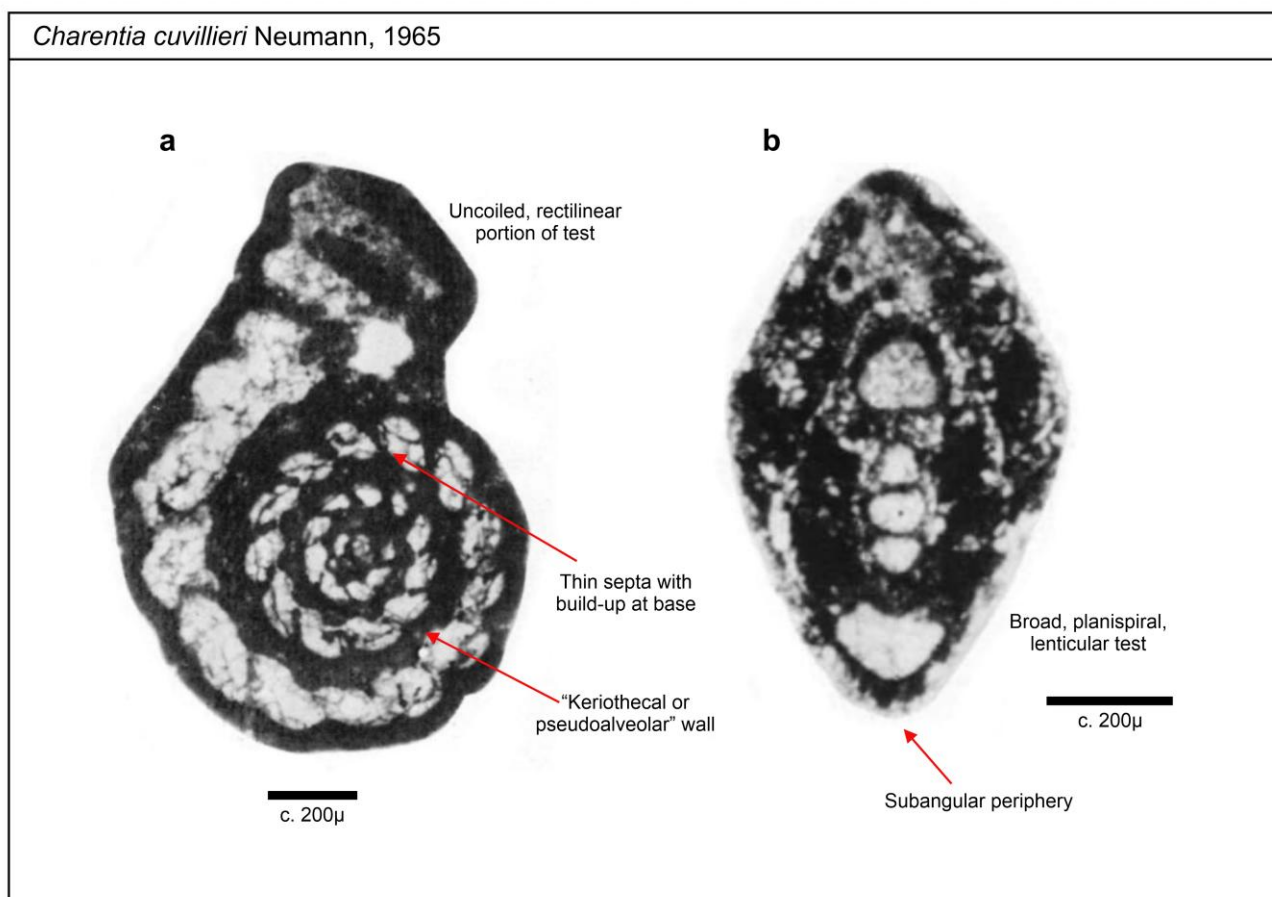 Charentia cuvillieri Neumann, 1965
a
b
Uncoiled, rectilinear
portion of test
Thin septa with
build-up at base
"Keriothecal or
pseudoalveolar" wall
c. 200µ
Broad, planispiral,
lenticular test
c. 200µ
Subangular periphery